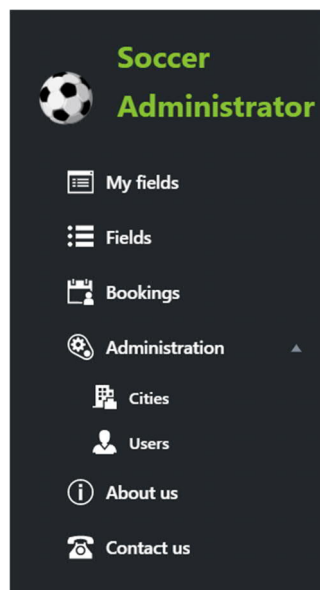 Soccer
Administrator
My fields
Fields
Bookings
Administration
Cities
Users
About us
Contact us